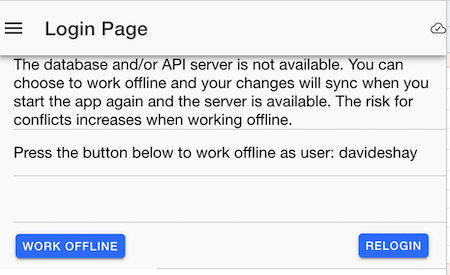 Login Page
The database and/or API server is not available. You can
choose to work offline and your changes will sync when you
start the app again and the server is available. The risk for
conflicts increases when working offline.
Press the button below to work offline as user: davideshay
WORK OFFLINE
RELOGIN